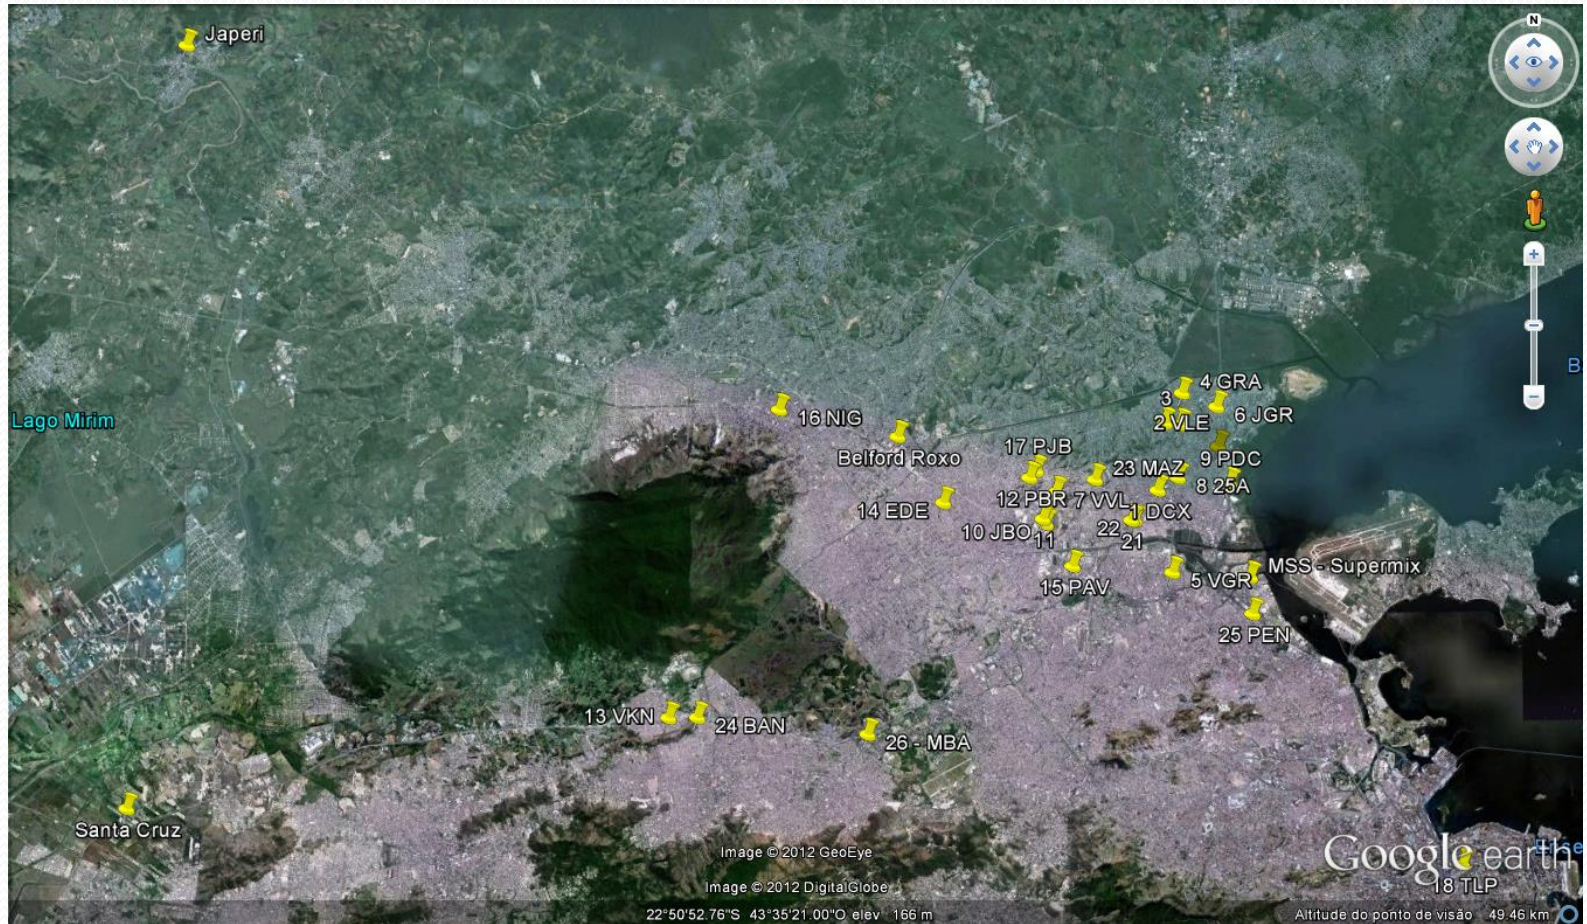 N
Japeri
4 GRA
3
6 JGR
Lago Mirim
16 NIG
2 VLE
17 PJB
Belford Roxo
9 PDC
23 MAZ
8 25A
12 PBR
7 VVL
14 EDE
1 DCX
10 JBO
11
22
21
MSS - Supermix
15 PAV
5 VGR
25 PEN
13 VKN
24 BAN
26 - MBA
Santa Cruz
Image © 2012 GeoEye
Google earth
Image © 2012 DigitalGlobe
18 TLP
22°50'52.76"S 43°35'21.00"O elev 166 m
Altitude do ponto de visão 49.46 km